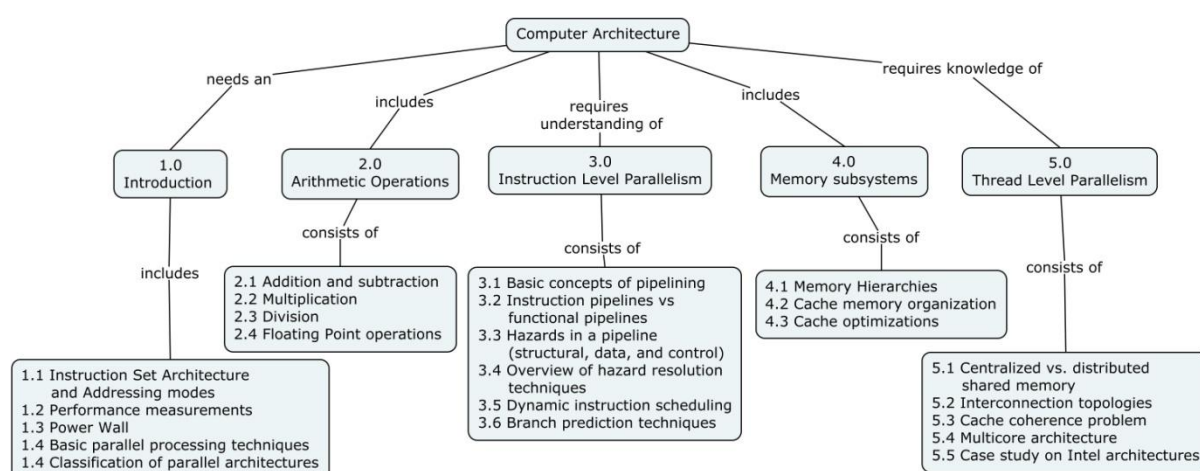 Computer Architecture
needs an
includes
requires
understanding of
includes
requires knowledge of
1.0
Introduction
2.0
Arithmetic Operations
3.0
Instruction Level Parallelism
4.0
Memory subsystems
5.0
Thread Level Parallelism
includes
1.1 Instruction Set Architecture
and Addressing modes
1.2 Performance measurements
1.3 Power Wall
1.4 Basic parallel processing techniques
1.4 Classification of parallel architectures
consists of
2.1 Addition and subtraction
2.2 Multiplication
2.3 Division
2.4 Floating Point operations
consists of
3.1 Basic concepts of pipelining
3.2 Instruction pipelines vs
functional pipelines
3.3 Hazards in a pipeline
(structural, data, and control)
3.4 Overview of hazard resolution
techniques
3.5 Dynamic instruction scheduling
3.6 Branch prediction techniques
consists of
4.1 Memory Hierarchies
4.2 Cache memory organization
4.3 Cache optimizations
consists of
5.1 Centralized vs. distributed
shared memory
5.2 Interconnection topologies
5.3 Cache coherence problem
5.4 Multicore architecture
5.5 Case study on Intel architectures